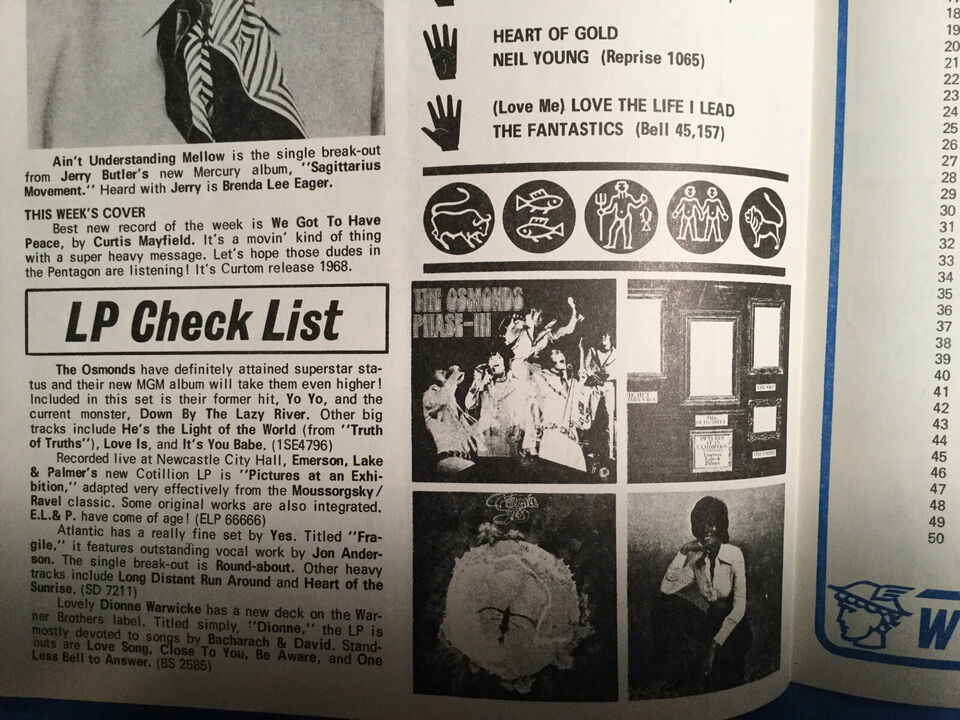 Ain't Understanding Mellow is the single break-out
from Jerry Butler's new Mercury album, "Sagittarius
Movement." Heard with Jerry is Brenda Lee Eager.
THIS WEEK'S COVER
Best new record of the week is We Got To Have
Peace, by Curtis Mayfield. It's a movin' kind of thing
with a super heavy message. Let's hope those dudes in
the Pentagon are listening! It's Curtom release 1968.
LP Check List
The Osmonds have definitely attained superstar sta-
tus and their new MGM album will take them even higher!
Included in this set is their former hit, Yo Yo, and the
current monster, Down By The Lazy River. Other big
tracks include He's the Light of the World (from "Truth
of Truths"), Love Is, and It's You Babe. (1SE4796)
Recorded live at Newcastle City Hall, Emerson, Lake
& Palmer's new Cotillion LP is "Pictures at an Exhi-
bition," adapted very effectively from the Moussorgsky/
Ravel classic. Some original works are also integrated.
E.L.& P. have come of age! (ELP 66666)
Atlantic has a really fine set by Yes. Titled "Fra-
gile," it features outstanding vocal work by Jon Ander-
son. The single break-out is Round-about. Other heavy
tracks include Long Distant Run Around and Heart of the
Sunrise. (SD 7211)
Lovely Dionne Warwicke has a new deck on the War-
ner Brothers label. Titled simply, "Dionne," the LP is
mostly devoted to songs by Bacharach & David. Stand-
outs are Love Song, Close To You, Be Aware, and One
Less Bell to Answer. (BS 2585)
HEART OF GOLD
NEIL YOUNG (Reprise 1065)
(Love Me) LOVE THE LIFE I LEAD
THE FANTASTICS (Bell 45,157)
THE OSMONDS
PHASE-III
THE OLD CASTLE
PICTURES
AT AN
EXHIBITION
Emerson
Lake &
Palmer
Fragile
Yes
18
19
20
21
22
23
24
25
26
27
28
29
30
31
32
33
34
35
36
37
38
39
40
41
42
43
44
45
46
47
48
49
50
W